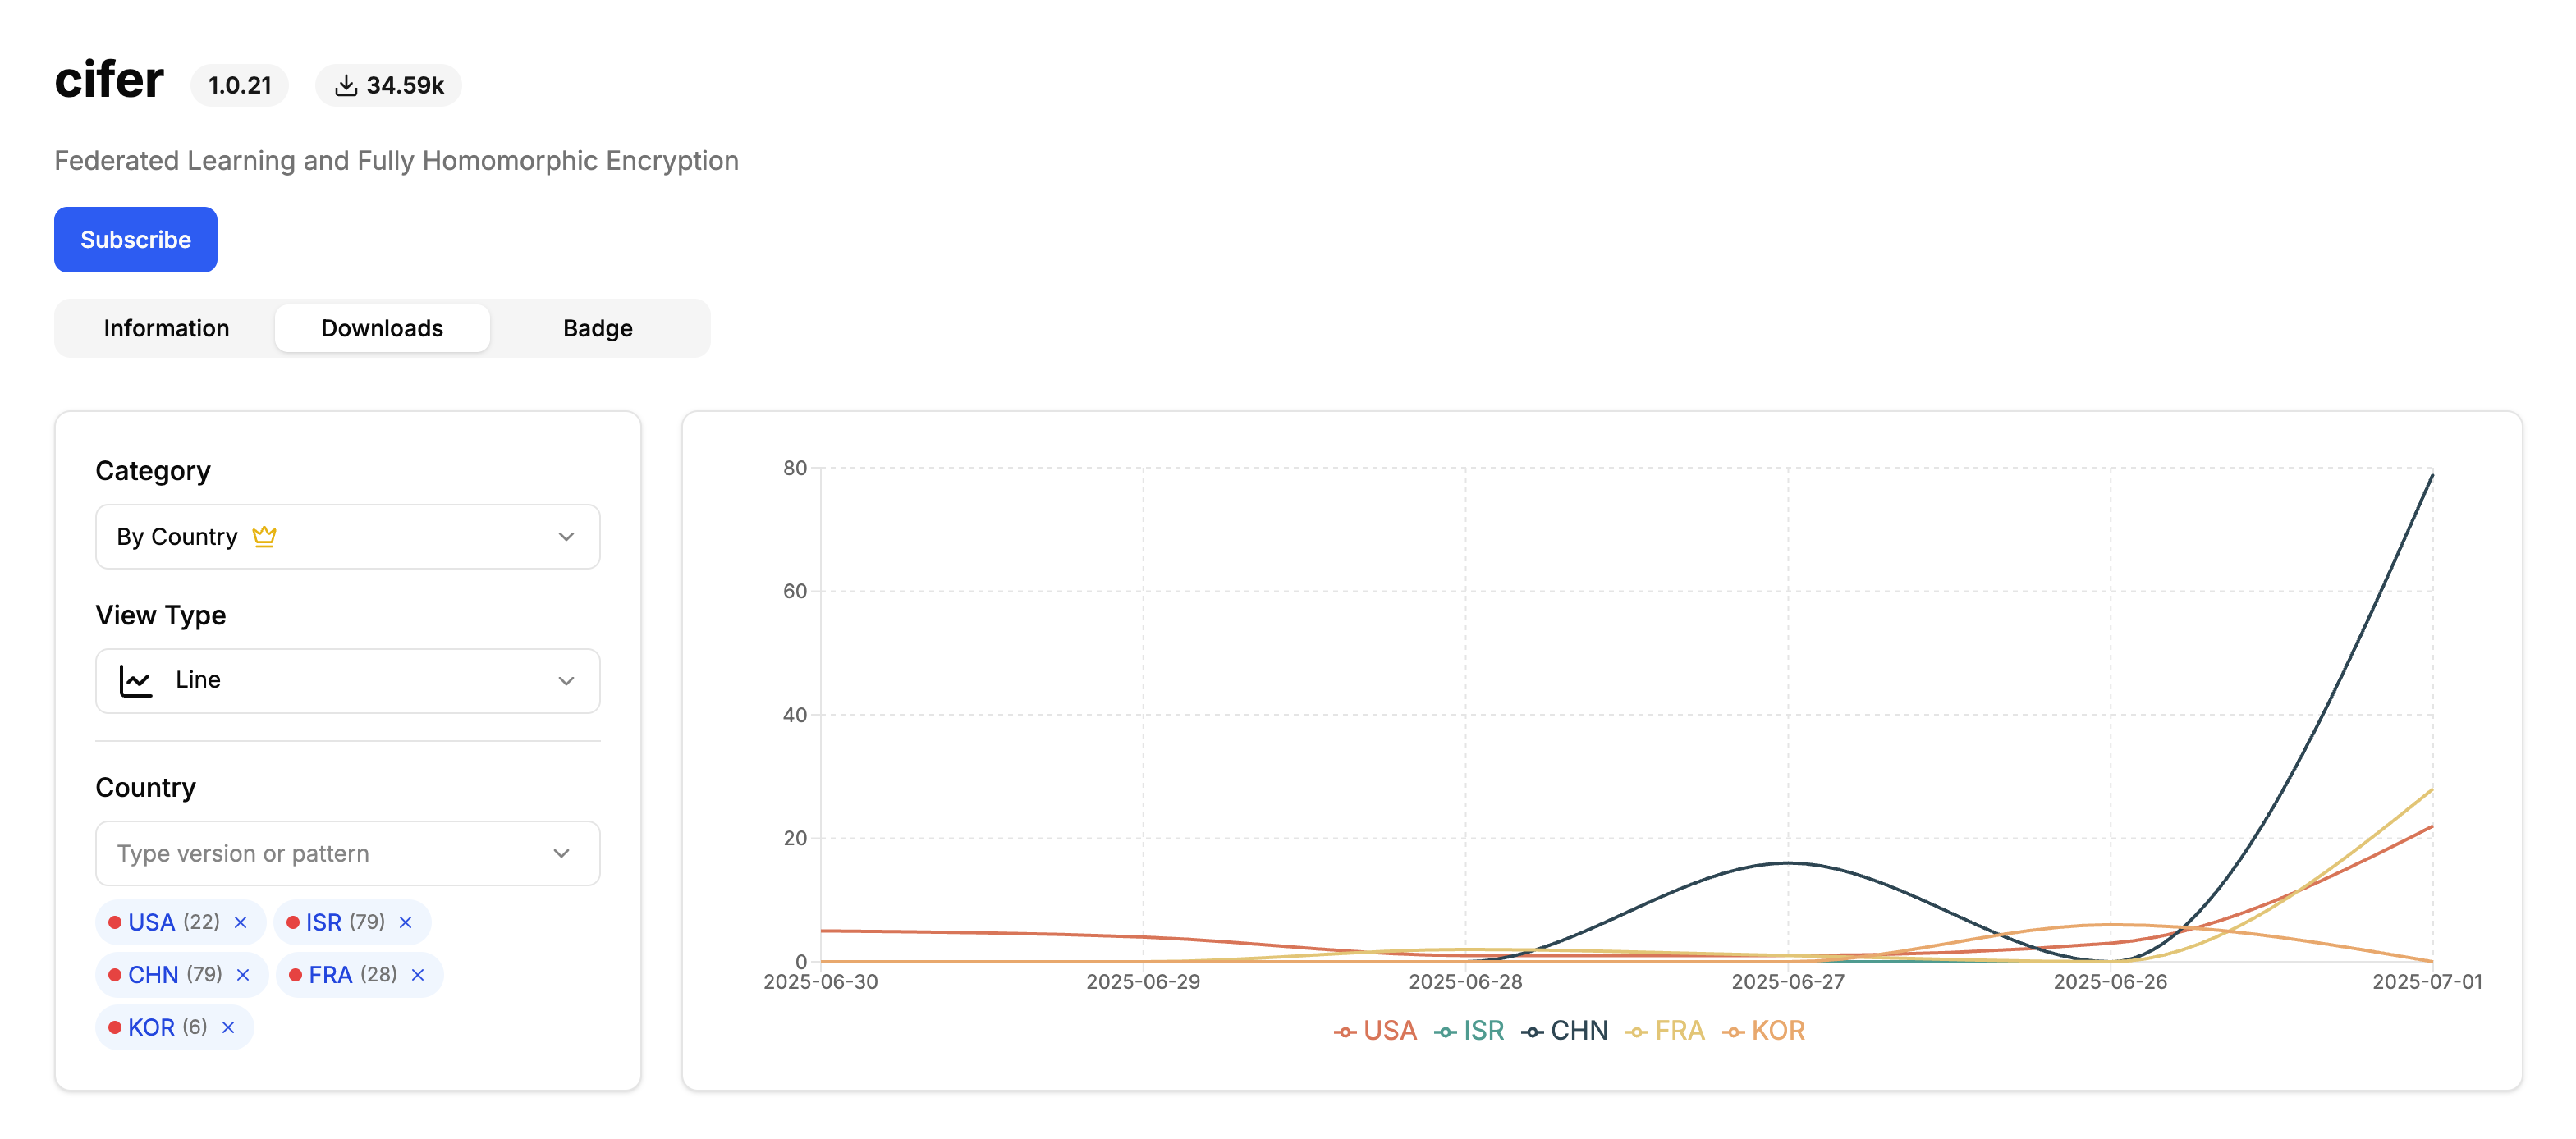 cifer 1.0.21 34.59k
Federated Learning and Fully Homomorphic Encryption
Subscribe
Information Downloads Badge
Category
By Country
View Type
Line
Country
Type version or pattern
USA (22) × ISR (79) ×
CHN (79) × FRA (28) ×
KOR (6) ×
80
60
40
20
0
2025-06-30 2025-06-29 2025-06-28 2025-06-27 2025-06-26 2025-07-01
USA ISR CHN FRA KOR